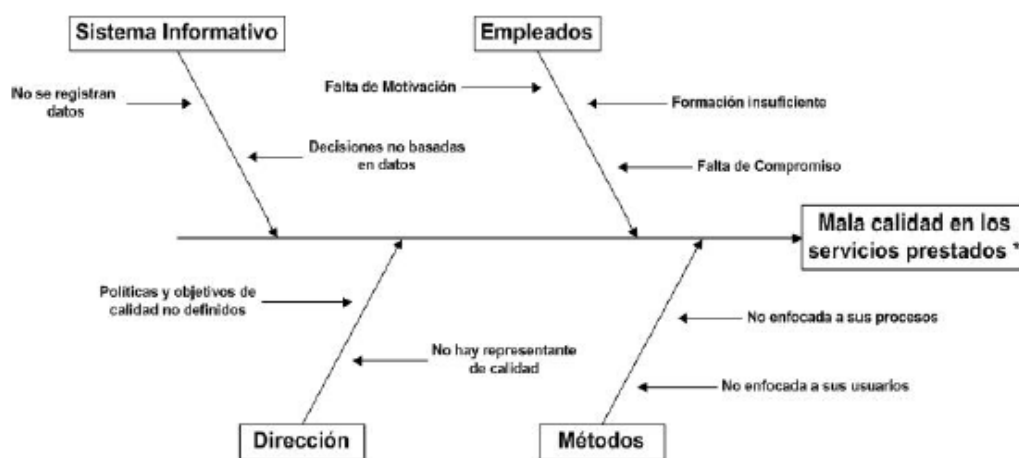 Sistema Informativo
Empleados
No se registran
datos
Falta de Motivación
Formación insuficiente
Decisiones no basadas
en datos
Falta de Compromiso
Mala calidad en los
servicios prestados *
Políticas y objetivos de
calidad no definidos
No enfocada a sus procesos
No hay representante
de calidad
No enfocada a sus usuarios
Dirección
Métodos